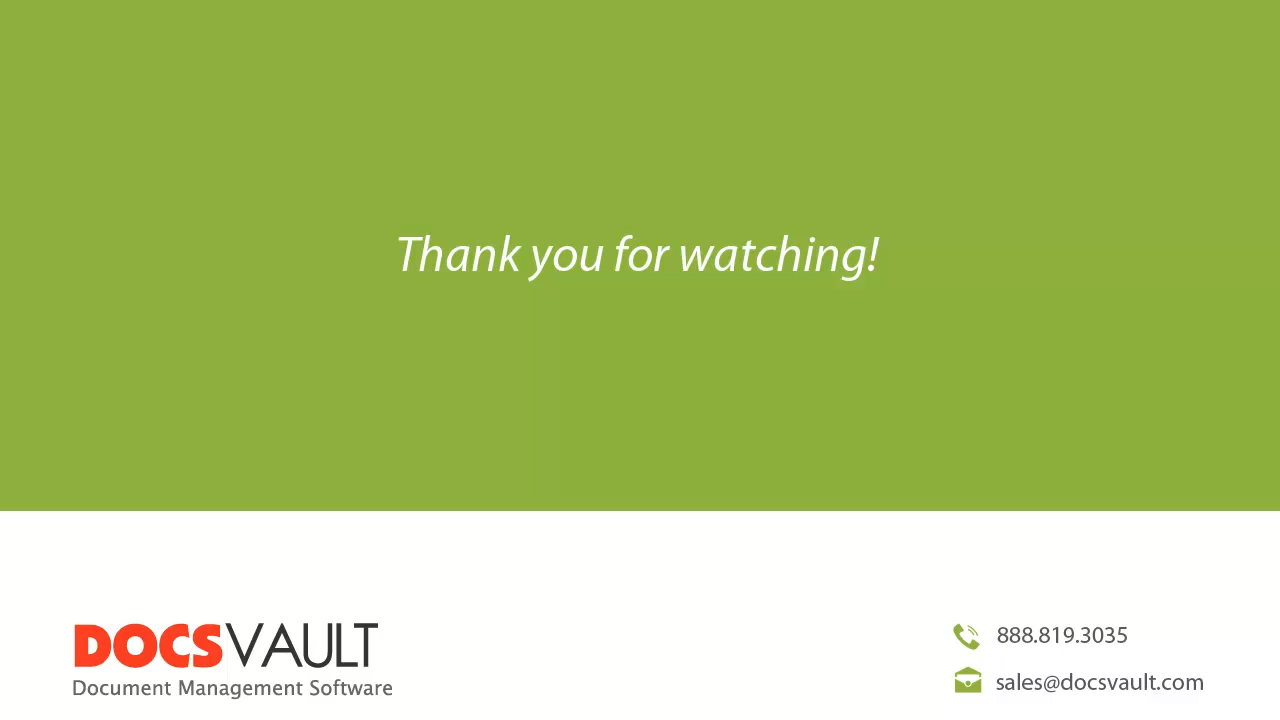 Thank you for watching!
DOCSVAULT
Document Management Software
888.819.3035
sales@docsvault.com